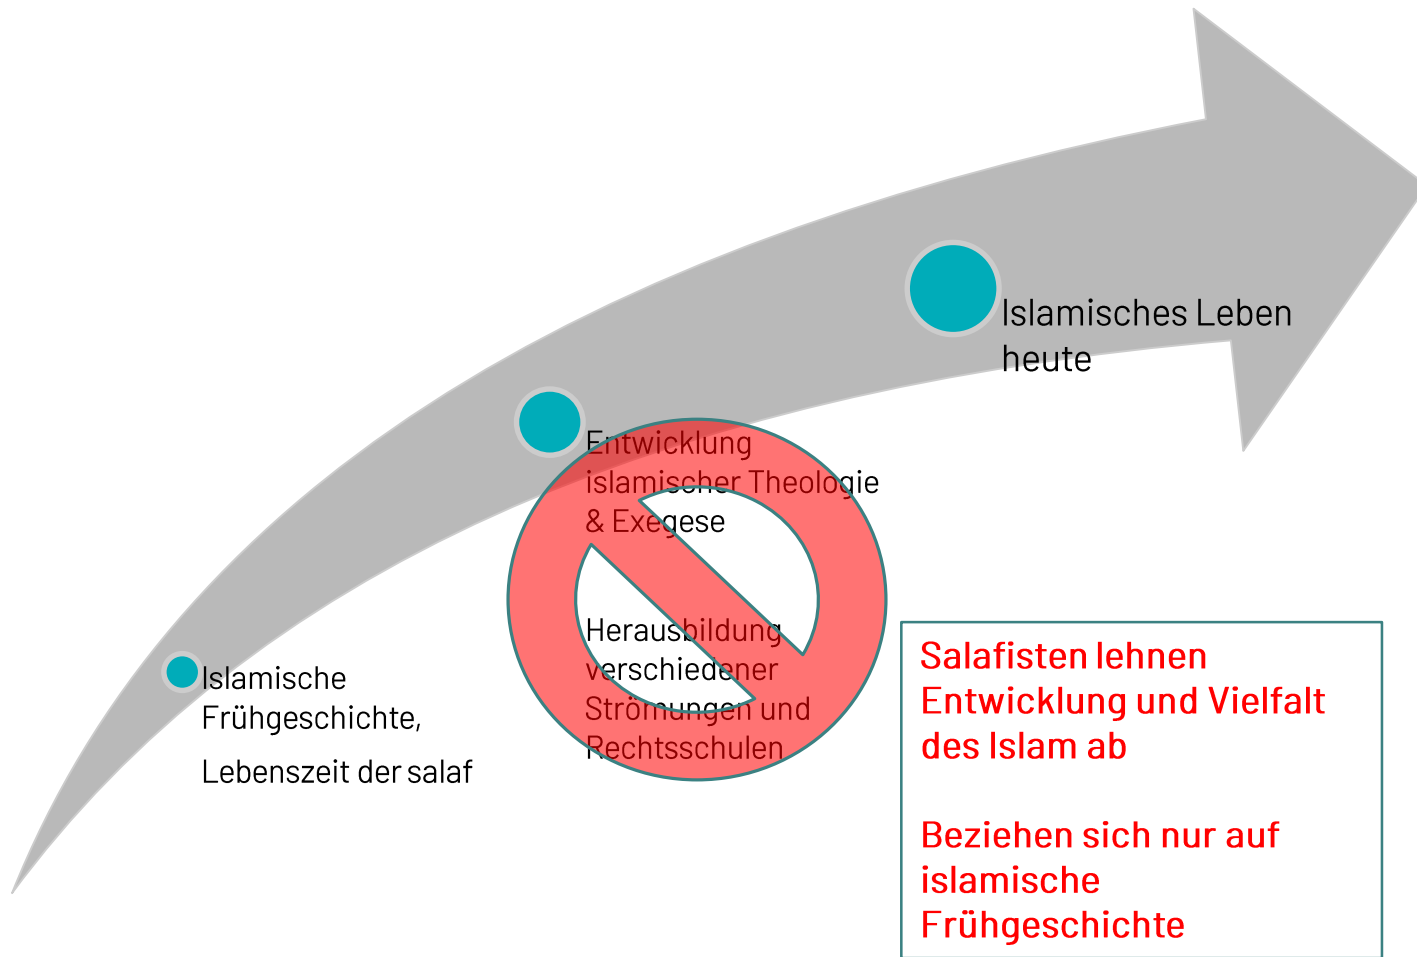 Islamisches Leben
heute
Entwicklung
islamischer Theologie
& Exegese
Herausbildung
verschiedener
Strömungen und
Rechtsschulen
Islamische
Frühgeschichte,
Lebenszeit der salaf
Salafisten lehnen
Entwicklung und Vielfalt
des Islam ab
Beziehen sich nur auf
islamische
Frühgeschichte